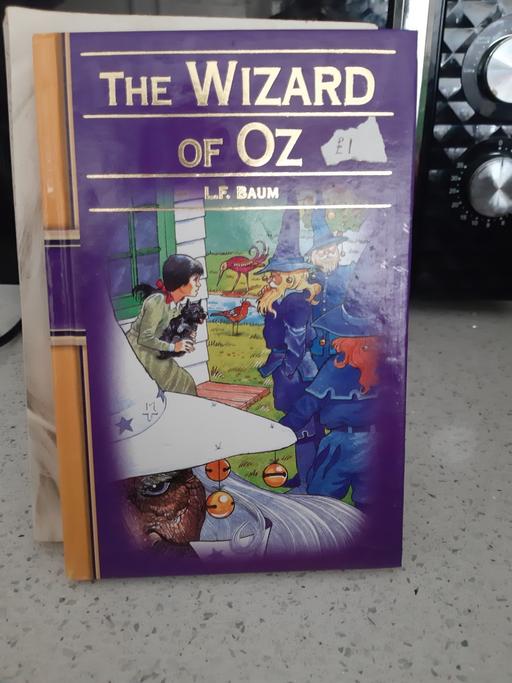 THE WIZARD
OF OZ
£1
L.F. BAUM